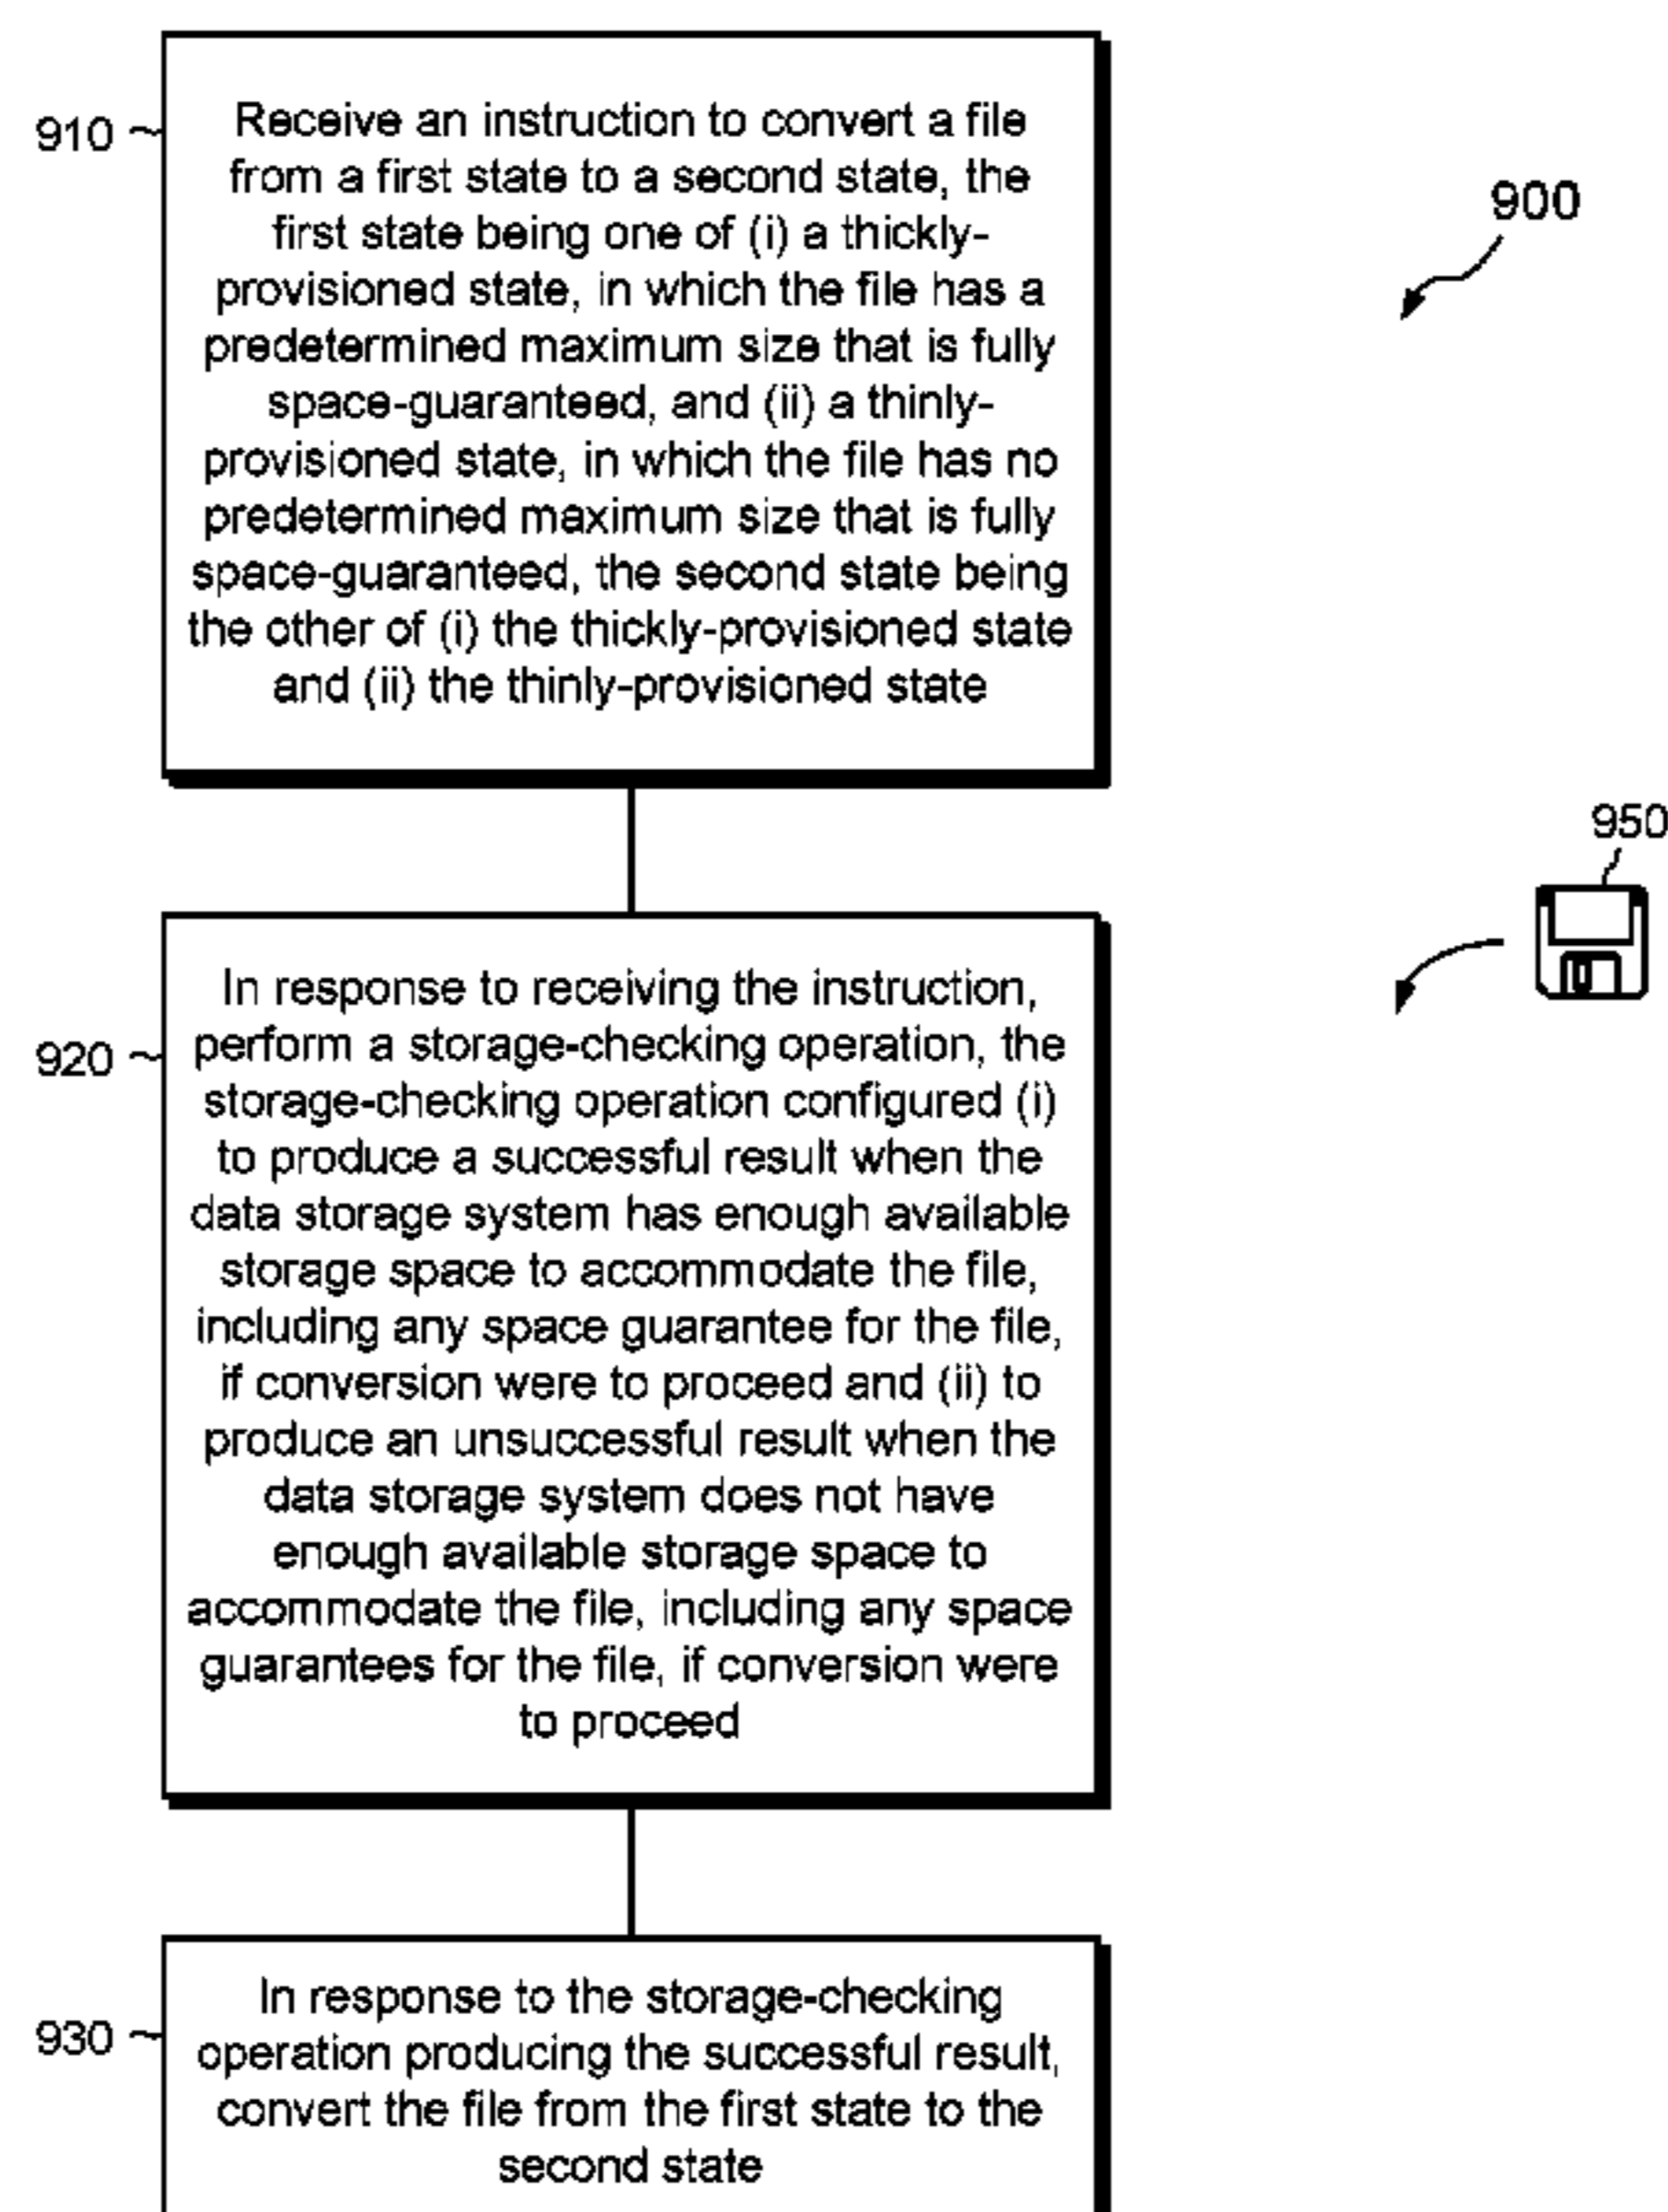 910
Receive an instruction to convert a file
from a first state to a second state, the
first state being one of (i) a thickly-
provisioned state, in which the file has a
predetermined maximum size that is fully
space-guaranteed, and (ii) a thinly-
provisioned state, in which the file has no
predetermined maximum size that is fully
space-guaranteed, the second state being
the other of (i) the thickly-provisioned state
and (ii) the thinly-provisioned state
900
950
920
In response to receiving the instruction,
perform a storage-checking operation, the
storage-checking operation configured (i)
to produce a successful result when the
data storage system has enough available
storage space to accommodate the file,
including any space guarantee for the file,
if conversion were to proceed and (ii) to
produce an unsuccessful result when the
data storage system does not have
enough available storage space to
accommodate the file, including any space
guarantees for the file, if conversion were
to proceed
930
In response to the storage-checking
operation producing the successful result,
convert the file from the first state to the
second state